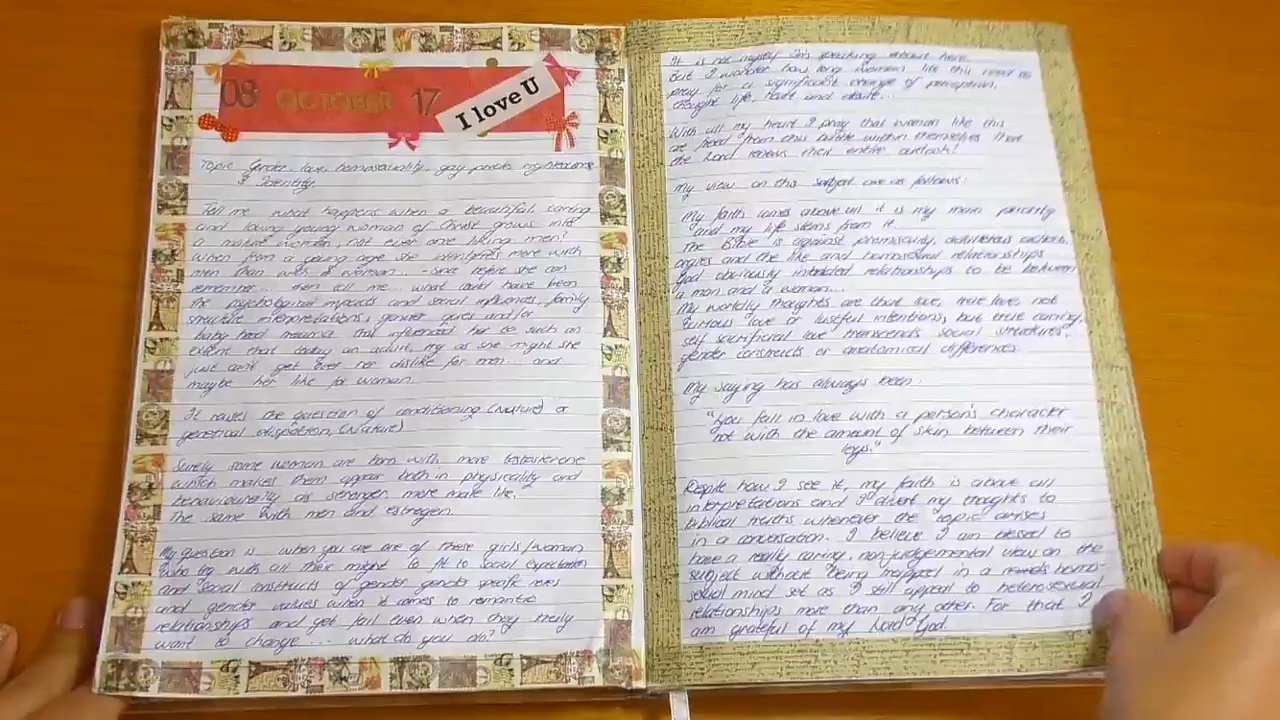 08 OCTOBER 17
I love U
Topic: Gender, love, homosexuality, gay pride,
& Identity.
Tell me what happens when a beautiful, caring
and loving young woman of Christ grows into
a mature woman, not ever one liking men!
when from a young age she interferes more with
men than with a woman... - since before she can
remember... then tell me... what could have been
the psychological impacts and social influences, family
structure interpretations, gender and/or
baby hood trauma that influenced her to such an
extent that today an adult, try as she might she
just can't get over her dislike for men... and
maybe her like for woman.
It raises the question of conditioning (Nurture) or
genetical (Nature)
Surely some woman are born with more testosterone
which makes them appear both in physicality and
behaviourality as stronger, more male like.
The same with men and estrogen.
My question is when you are one of these girls/woman
who try with all their might to fit to social expectation
and social constructs of gender, gender specific roles
and gender values when it comes to romantic
relationships and yet fail even when they really
want to change... what do you do?
It is not myself I'm speaking about here
But I wonder how long women like this need to
pray for a significant change of perception,
thought life, habit and desire...
With all my heart I pray that woman like this
are freed from this battle within themselves that
the Lord renews their entire outlook!
My view on this subject are as follows:
My faith comes above all it is my main priority
and my life stems from it...
The Bible is against promiscuity, adulterous actions,
orgies and the like and homosexual relationships
God obviously intended relationships to be between
a man and a woman...
My worldly thoughts are that love, true love, not
love or lustful intentions, but true caring,
self sacrificial love transcends social structures,
gender constructs or anatomical differences.
My saying has always been:
"You fall in love with a person's character
not with the amount of skin between their
legs."
Despite how I see it, my faith is above all
interpretations and I divert my thoughts to
biblical truths whenever the topic arises
in a conversation. I believe I am blessed to
have a really caring, non-judgemental view on the
subject without being trapped in a homo-
sexual mind set as I still appeal to heterosexual
relationships more than any other. For that I
am grateful of my Lord God.